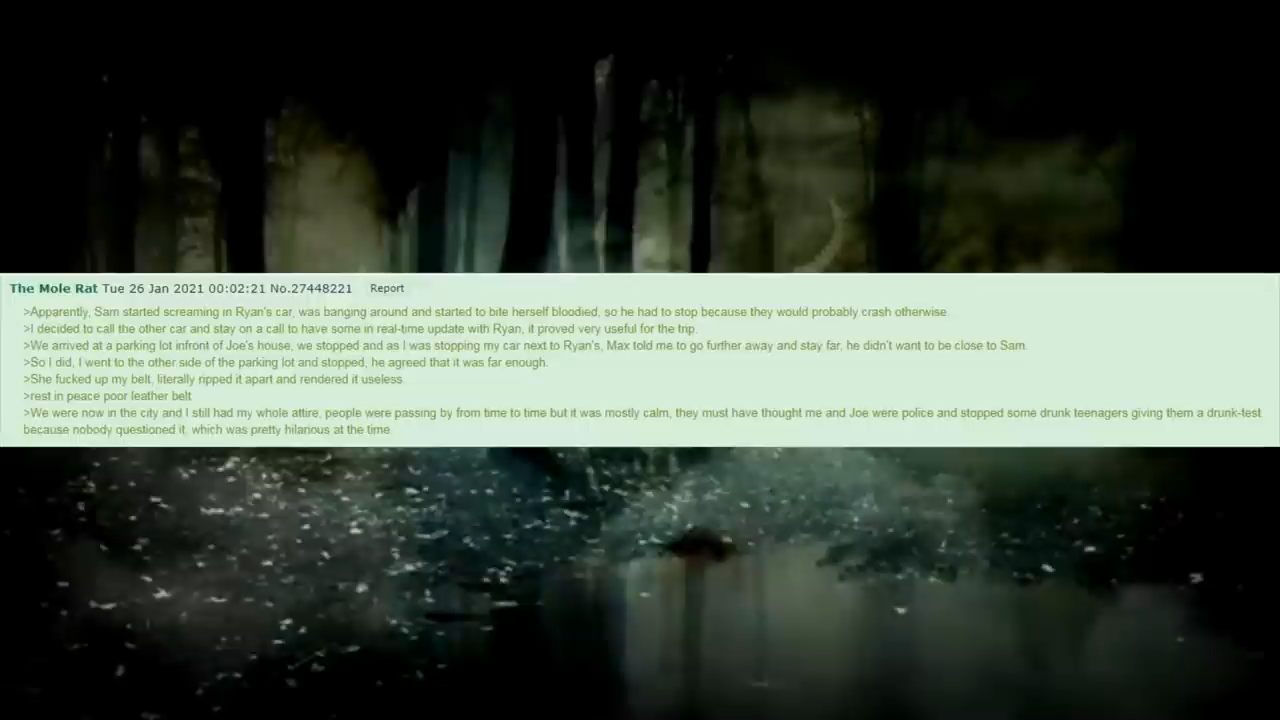 The Mole Rat Tue 26 Jan 2021 00:02:21 No.27448221 Report
>Apparently, Sam started screaming in Ryan's car, was banging around and started to bite herself bloodied, so he had to stop because they would probably crash otherwise.
>I decided to call the other car and stay on a call to have some in real-time update with Ryan, it proved very useful for the trip.
>We arrived at a parking lot infront of Joe's house, we stopped and as I was stopping my car next to Ryan's, Max told me to go further away and stay far, he didn't want to be close to Sam.
>So I did, I went to the other side of the parking lot and stopped, he agreed that it was far enough.
>She fucked up my belt, literally ripped it apart and rendered it useless.
>rest in peace poor leather belt
>We were now in the city and I still had my whole attire, people were passing by from time to time but it was mostly calm, they must have thought me and Joe were police and stopped some drunk teenagers giving them a drunk-test
because nobody questioned it, which was pretty hilarious at the time.